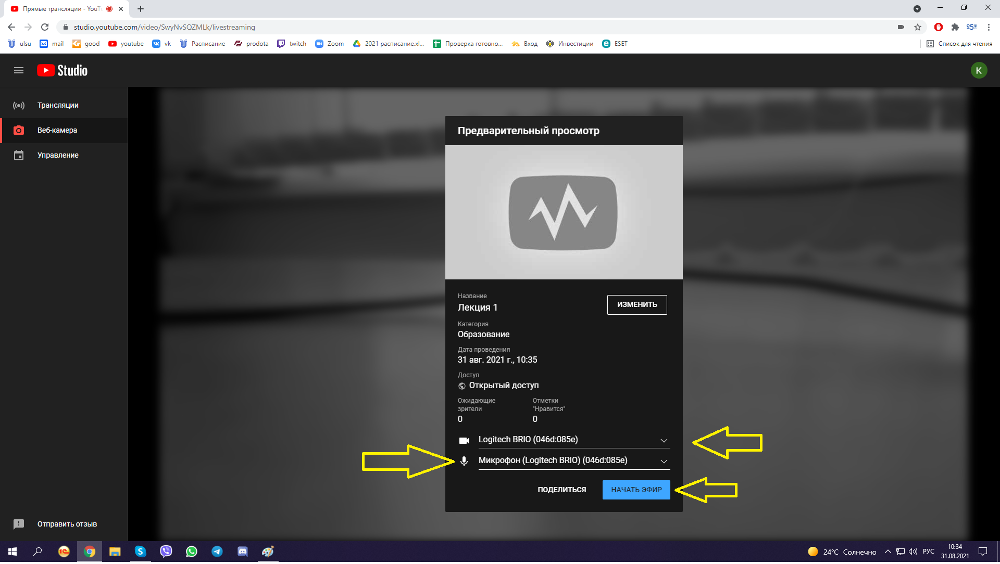 Прямые трансляции - YouT
studio.youtube.com/video/SwyNvSQZMLk/livestreaming
25°
ulsu
mail
good
youtube
vk
Расписание
prodota
twitch
Zoom
2021 расписание.xl...
Проверка готовно...
Вход
Инвестиции
ESET
Список для чтения
Studio
K
Трансляции
Веб-камера
Управление
Предварительный просмотр
Название
Лекция 1
ИЗМЕНИТЬ
Категория
Образование
Дата проведения
31 авг. 2021 г., 10:35
Доступ
Открытый доступ
Ожидающие
зрители
0
Отметки
"Нравится"
0
Logitech BRIO (046d:085e)
Микрофон (Logitech BRIO) (046d:085e)
ПОДЕЛИТЬСЯ
НАЧАТЬ ЭФИР
Отправить отзыв
24°C Солнечно
РУС
10:34
31.08.2021